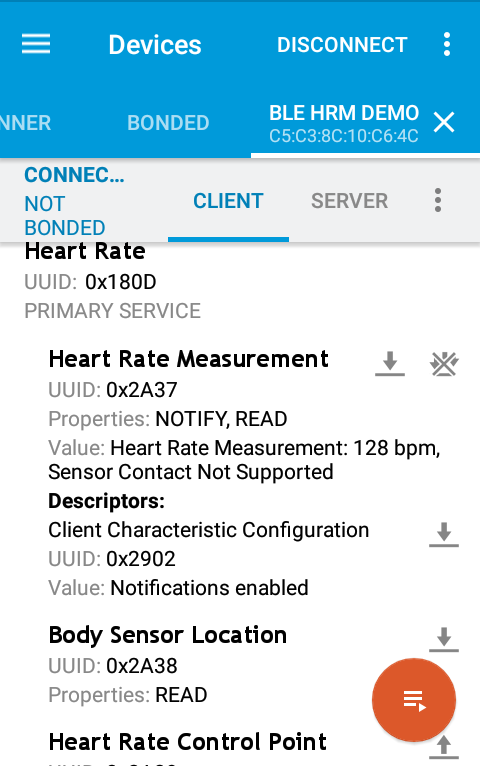 Devices
DISCONNECT
NNER
BONDED
BLE HRM DEMO
C5:C3:8C:10:C6:4C
CONNEC...
NOT
BONDED
CLIENT
SERVER
Heart Rate
UUID: 0x180D
PRIMARY SERVICE
Heart Rate Measurement
UUID: 0x2A37
Properties: NOTIFY, READ
Value: Heart Rate Measurement: 128 bpm,
Sensor Contact Not Supported
Descriptors:
Client Characteristic Configuration
UUID: 0x2902
Value: Notifications enabled
Body Sensor Location
UUID: 0x2A38
Properties: READ
Heart Rate Control Point